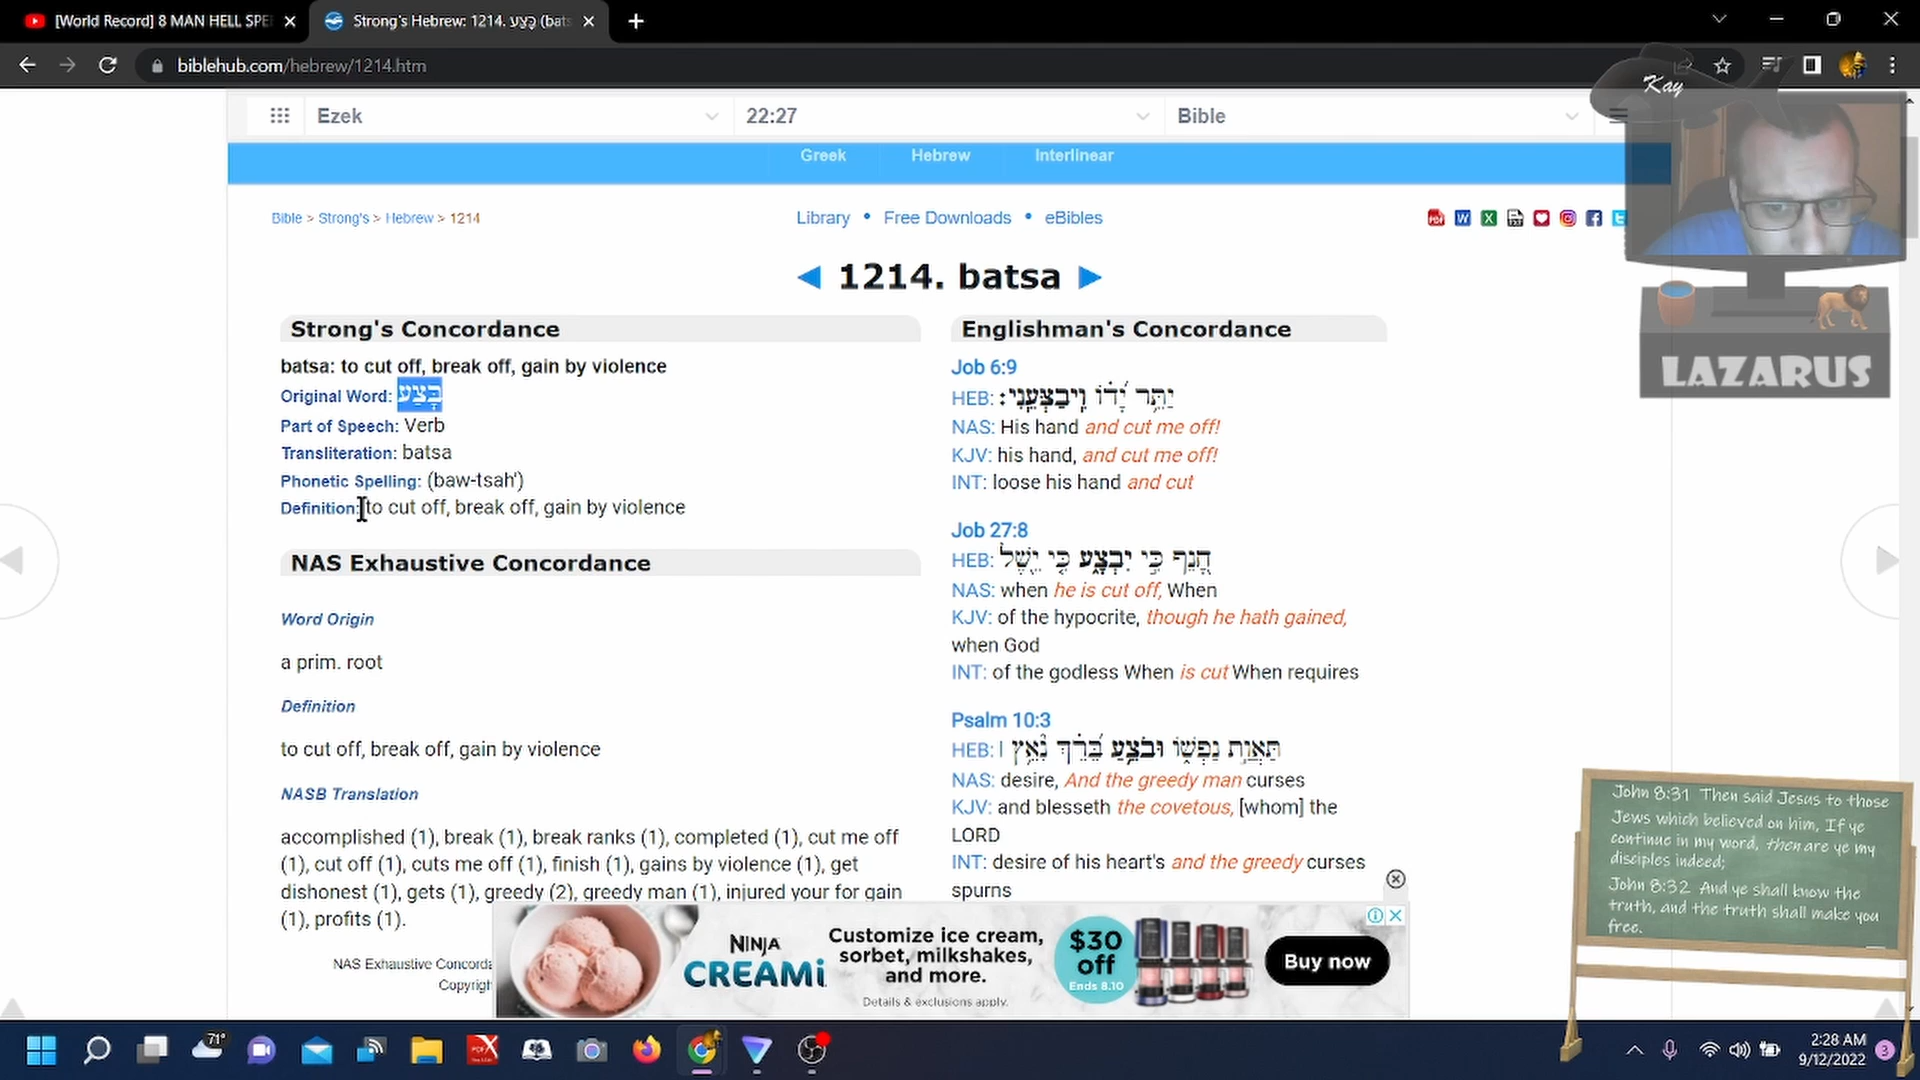 [World Record] 8 MAN HELL SPE
Strong's Hebrew: 1214. בָּצַע (bats
biblehub.com/hebrew/1214.htm
Kay
Ezek
22:27
Bible
Greek
Hebrew
Interlinear
Bible > Strong's > Hebrew > 1214
Library • Free Downloads • eBibles
◄ 1214. batsa ►
Strong's Concordance
batsa: to cut off, break off, gain by violence
Original Word: בָּצַע
Part of Speech: Verb
Transliteration: batsa
Phonetic Spelling: (baw-tsah')
Definition: to cut off, break off, gain by violence
NAS Exhaustive Concordance
Word Origin
a prim. root
Definition
to cut off, break off, gain by violence
NASB Translation
accomplished (1), break (1), break ranks (1), completed (1), cut me off
(1), cut off (1), cuts me off (1), finish (1), gains by violence (1), get
dishonest (1), gets (1), greedy (2), greedy man (1), injured your for gain
(1), profits (1).
NAS Exhaustive Concorda
Copyrigh
Englishman's Concordance
Job 6:9
HEB: יַתֵּ֥ר יָ֝ד֗וֹ וִֽיבַצְּעֵֽנִי׃
NAS: His hand and cut me off!
KJV: his hand, and cut me off!
INT: loose his hand and cut
Job 27:8
HEB: חָ֭נֵף כִּ֣י יִבְצָ֑ע כִּ֤י יֵ֖שֶׁל
NAS: when he is cut off, When
KJV: of the hypocrite, though he hath gained,
when God
INT: of the godless When is cut When requires
Psalm 10:3
HEB: תַּאֲוַ֣ת נַפְשׁ֑וֹ וּבֹצֵ֥עַ בֵּ֝רֵ֗ךְ נִ֘אֵ֥ץ ׀
NAS: desire, And the greedy man curses
KJV: and blesseth the covetous, [whom] the
LORD
INT: desire of his heart's and the greedy curses
spurns
NINJA
CREAMi
Customize ice cream,
sorbet, milkshakes,
and more.
Details & exclusions apply.
$30
off
Ends 8.10
Buy now
LAZARUS
John 8:31 Then said Jesus to those
Jews which believed on him, If ye
continue in my word, then are ye my
disciples indeed;
John 8:32 And ye shall know the
truth, and the truth shall make you
free.
71°
PDFX
2:28 AM
9/12/2022
3